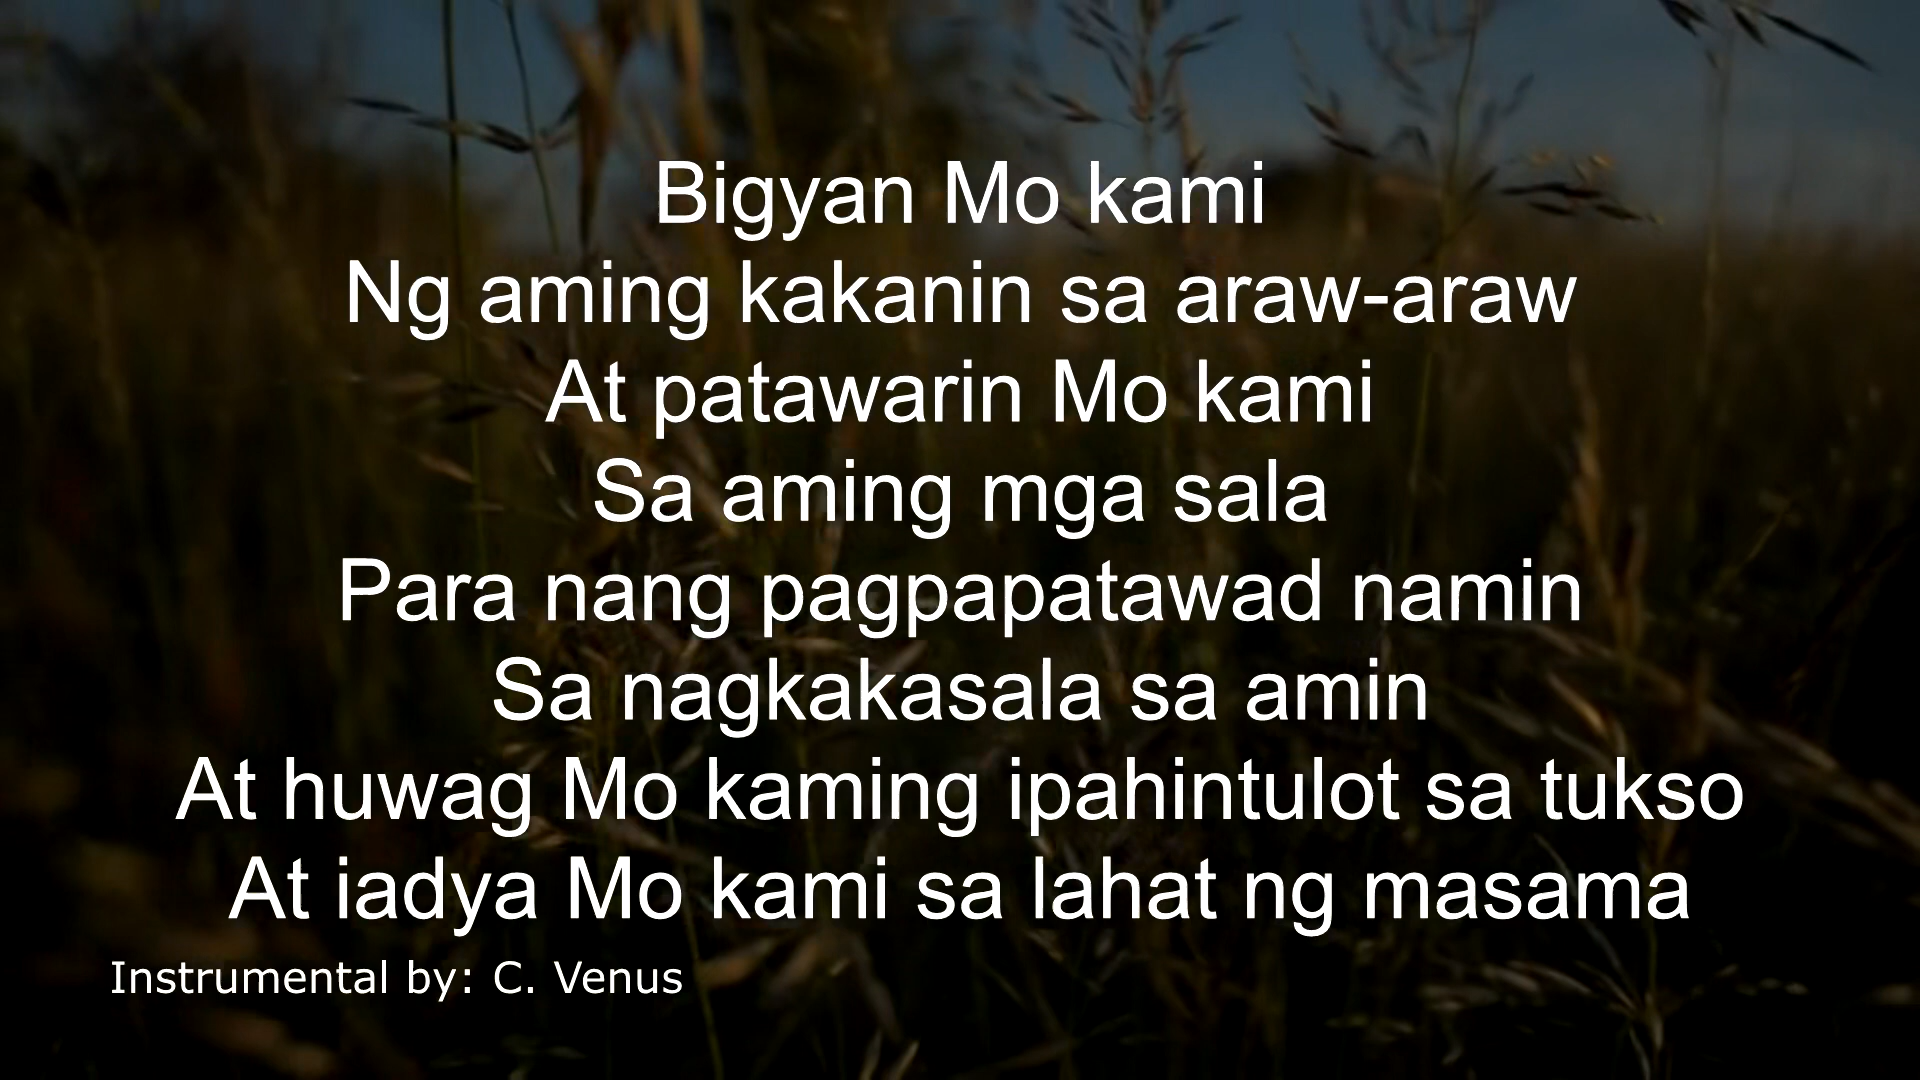 Bigyan Mo kami
Ng aming kakanin sa araw-araw
At patawarin Mo kami
Sa aming mga sala
Para nang pagpapatawad namin
Sa nagkakasala sa amin
At huwag Mo kaming ipahintulot sa tukso
At iadya Mo kami sa lahat ng masama
Instrumental by: C. Venus